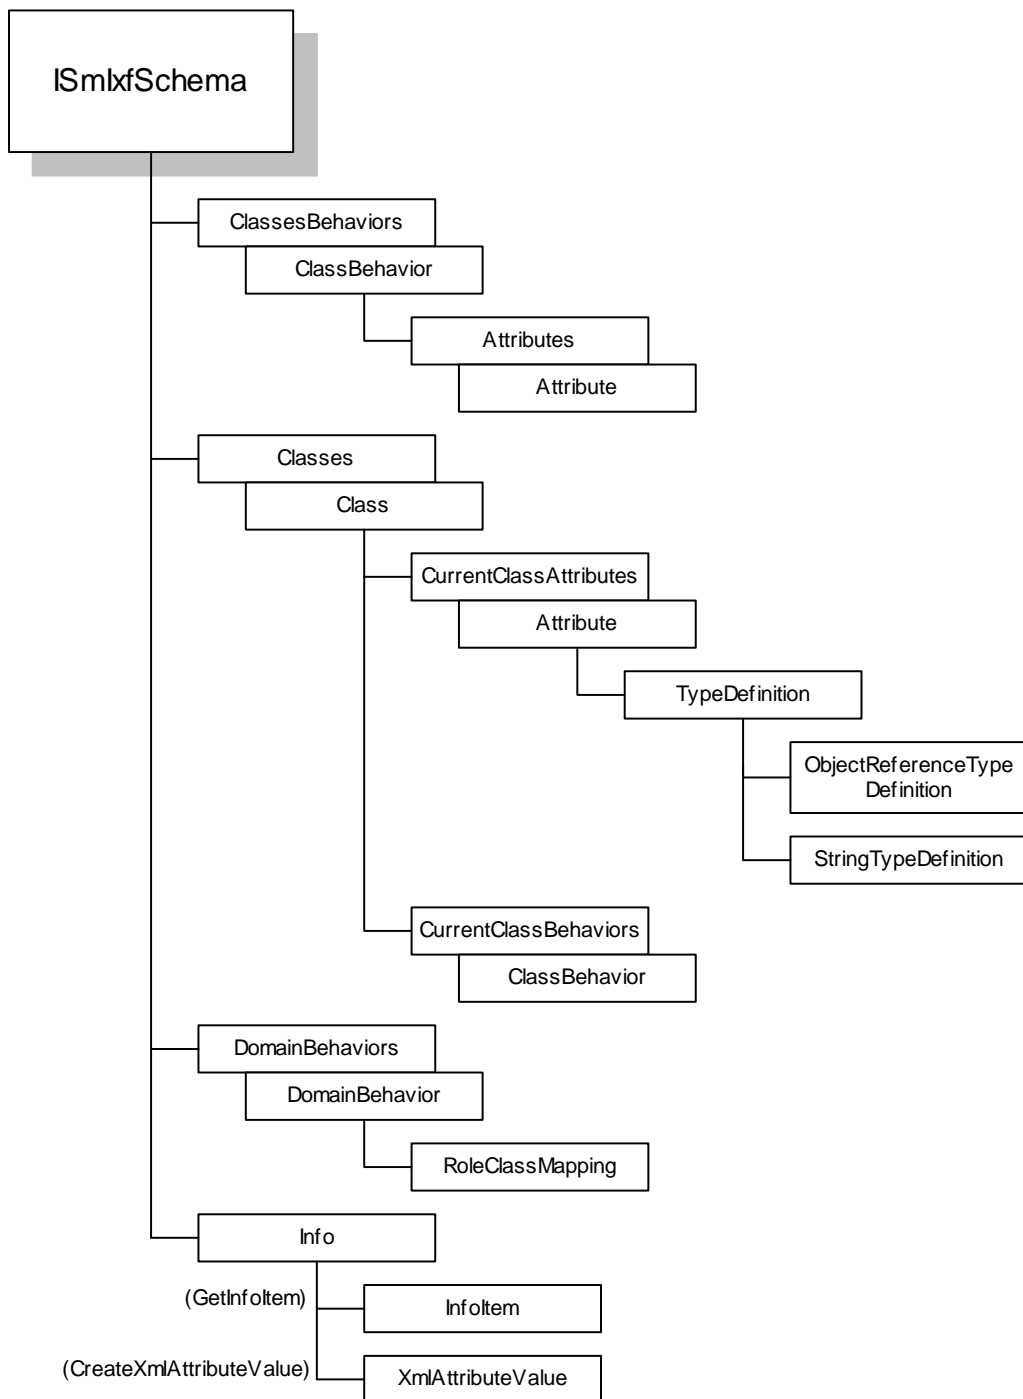 ISmIxfSchema
ClassesBehaviors
ClassBehavior
Attributes
Attribute
Classes
Class
CurrentClassAttributes
Attribute
TypeDefinition
ObjectReferenceType
Definition
StringTypeDefinition
CurrentClassBehaviors
ClassBehavior
DomainBehaviors
DomainBehavior
RoleClassMapping
Info
(GetInfoItem)
InfoItem
(CreateXmlAttributeValue)
XmlAttributeValue